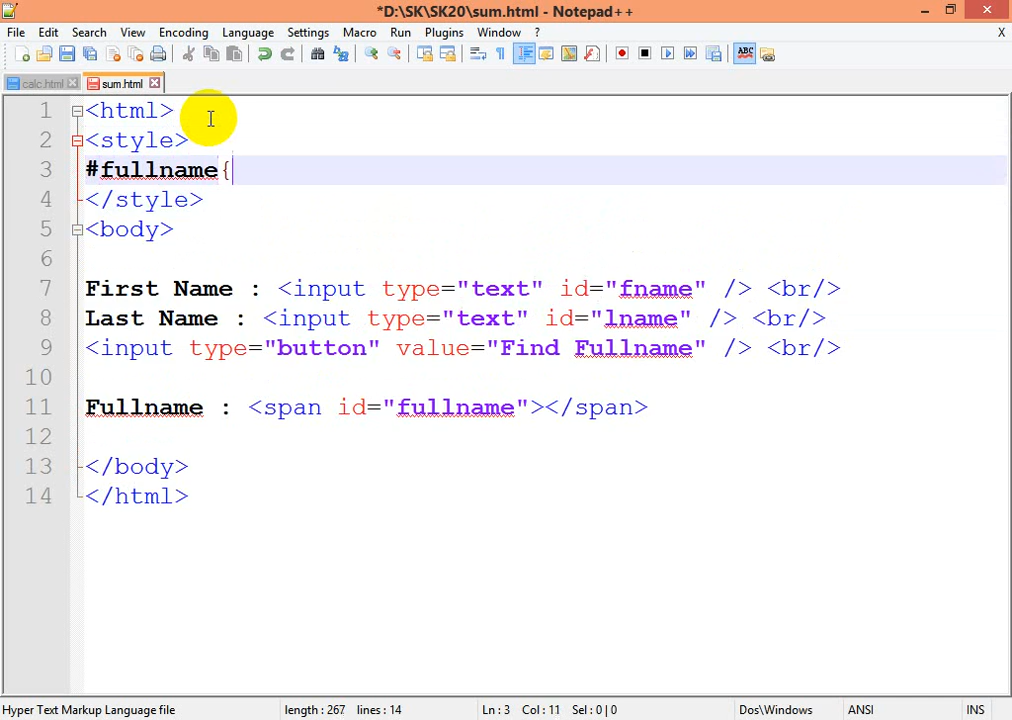 *D:\SK\SK20\sum.html - Notepad++
File Edit Search View Encoding Language Settings Macro Run Plugins Window ? X
calc.html sum.html
1 <html>
2 <style>
3 #fullname{
4 </style>
5 <body>
6
7 First Name : <input type="text" id="fname" /> <br/>
8 Last Name : <input type="text" id="lname" /> <br/>
9 <input type="button" value="Find Fullname" /> <br/>
10
11 Fullname : <span id="fullname"></span>
12
13 </body>
14 </html>
Hyper Text Markup Language file length : 267 lines : 14 Ln : 3 Col : 11 Sel : 0 | 0 Dos\Windows ANSI INS